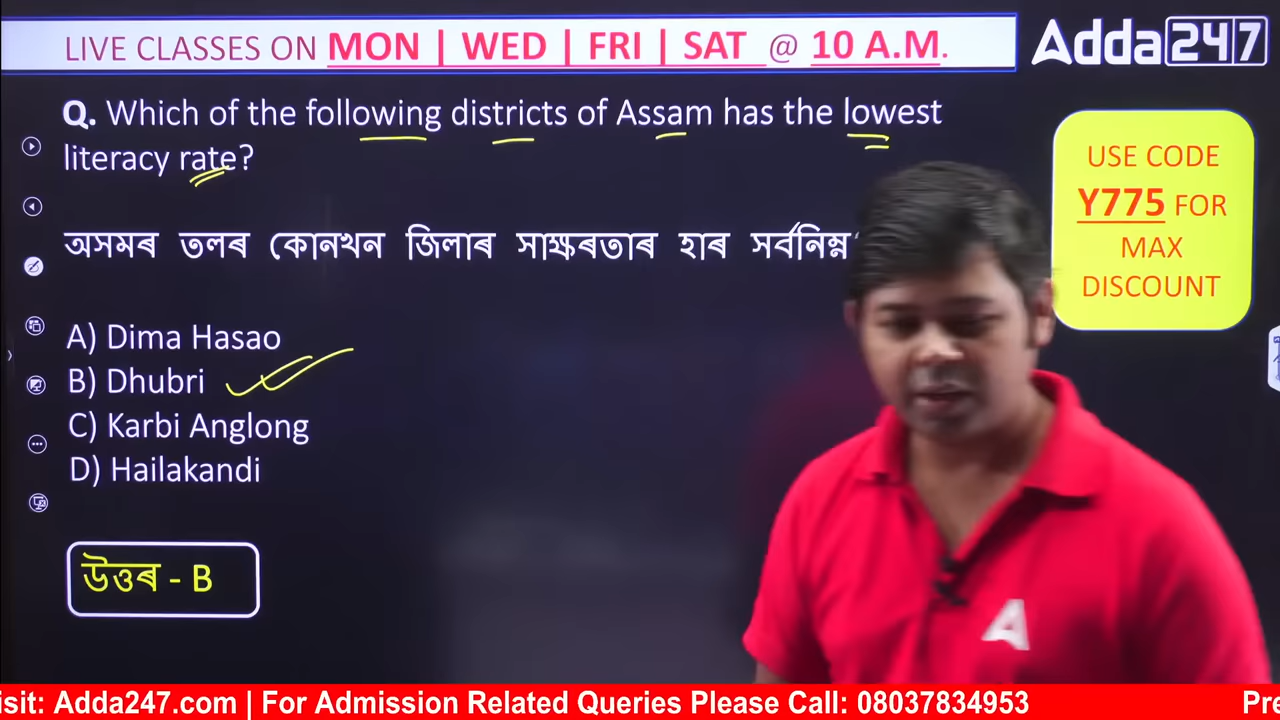 LIVE CLASSES ON MON | WED | FRI | SAT @ 10 A.M.
Adda247
Q. Which of the following districts of Assam has the lowest
literacy rate?
অসমৰ তলৰ কোনখন জিলাৰ সাক্ষৰতাৰ হাৰ সৰ্বনিম্ন
A) Dima Hasao
B) Dhubri
C) Karbi Anglong
D) Hailakandi
উত্তৰ - B
USE CODE
Y775 FOR
MAX
DISCOUNT
A
isit: Adda247.com | For Admission Related Queries Please Call: 08037834953
Pre